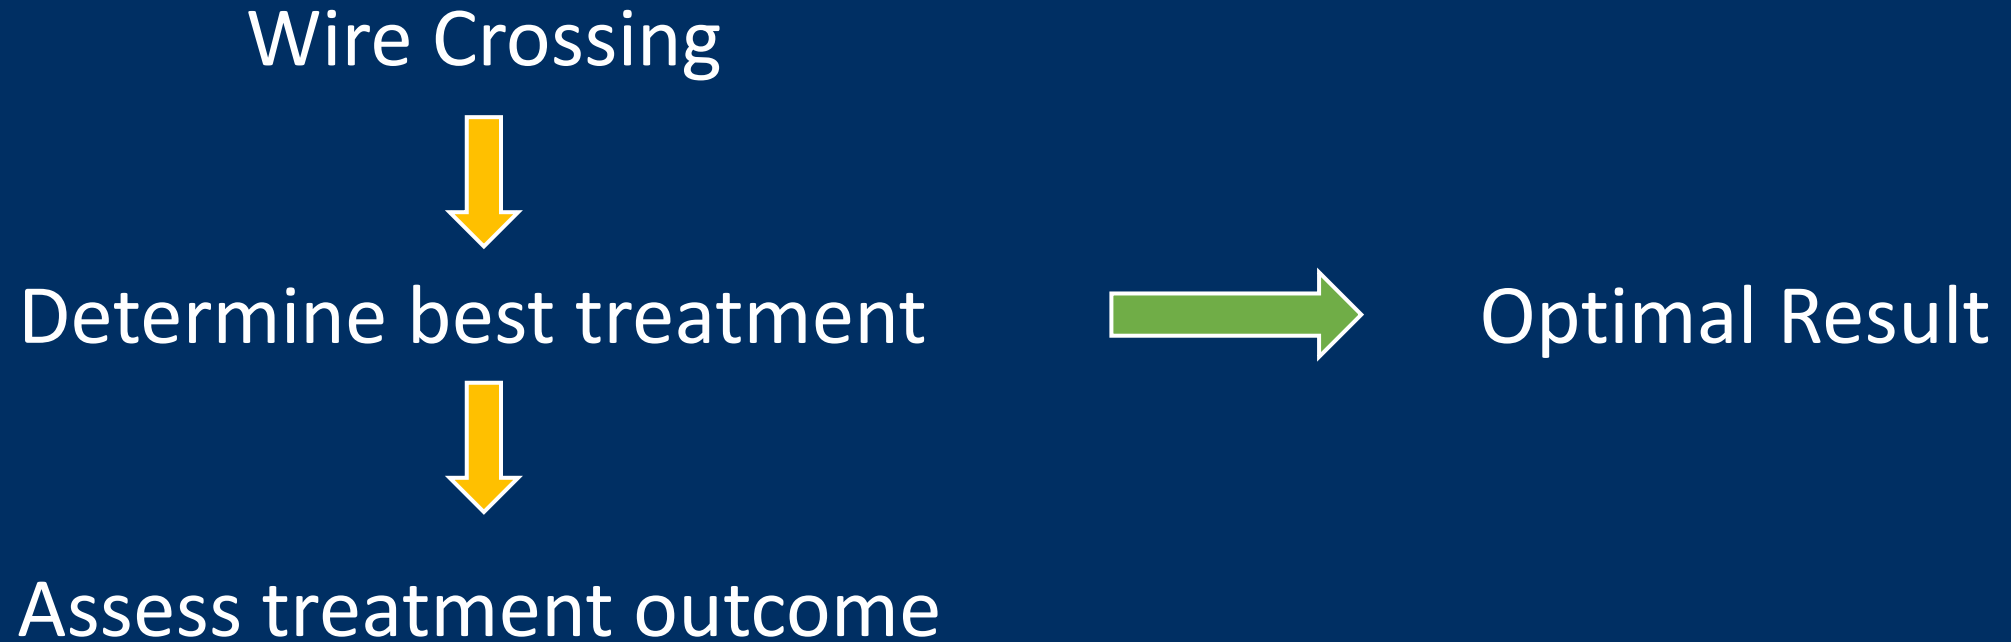 Wire Crossing
Determine best treatment
Optimal Result
Assess treatment outcome